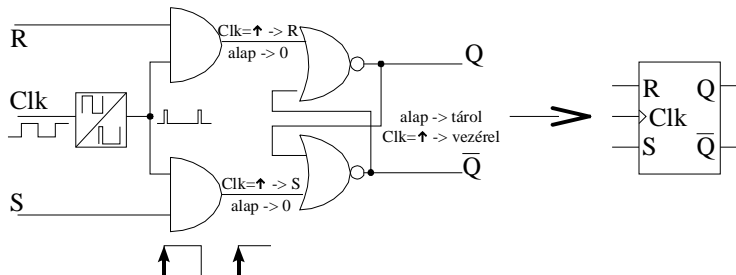 R
Clk=↑ -> R
alap -> 0
Q
Clk
alap -> tárol
Clk=↑ -> vezérel
Q̅
Clk=↑ -> S
alap -> 0
S
R Q
Clk
S Q̅